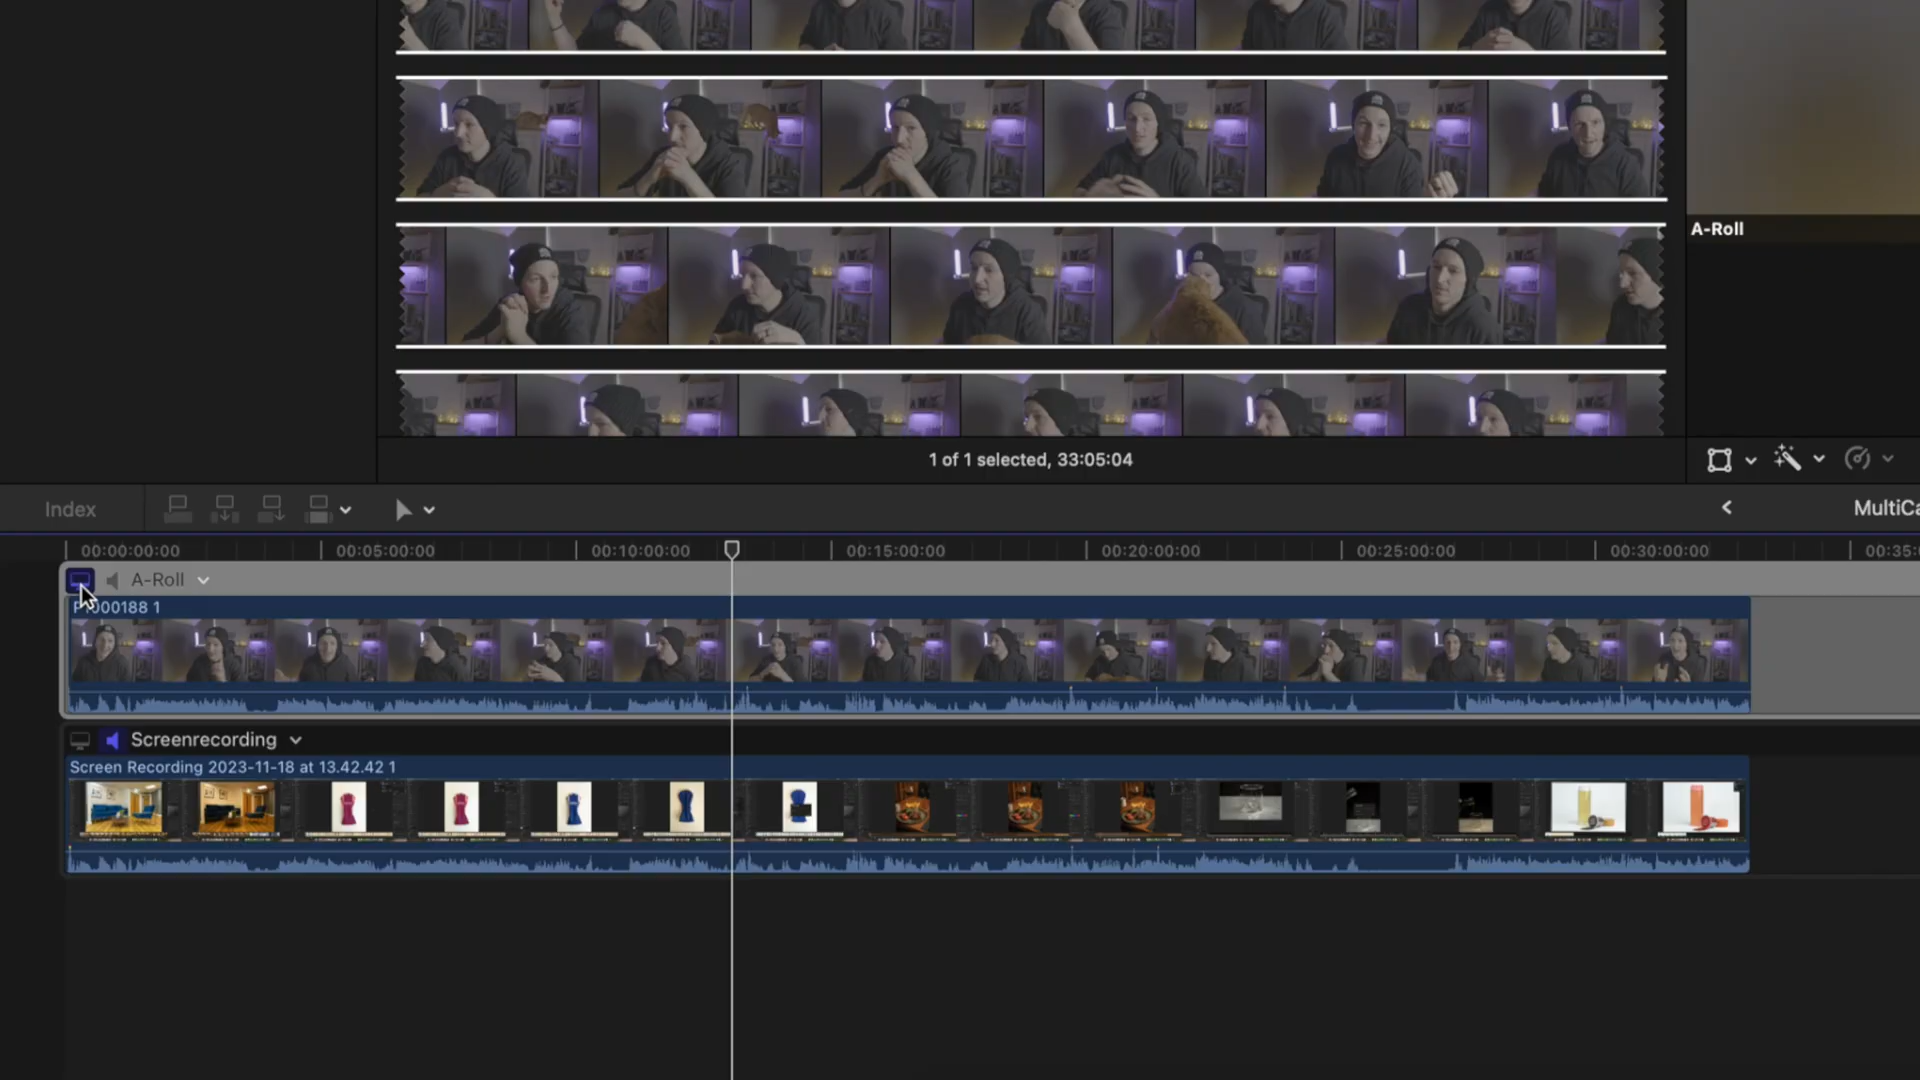 A-Roll
1 of 1 selected, 33:05:04
Index
MultiCa
00:00:00:00
00:05:00:00
00:10:00:00
00:15:00:00
00:20:00:00
00:25:00:00
00:30:00:00
00:35:
A-Roll
P1000188 1
Screenrecording
Screen Recording 2023-11-18 at 13.42.42 1